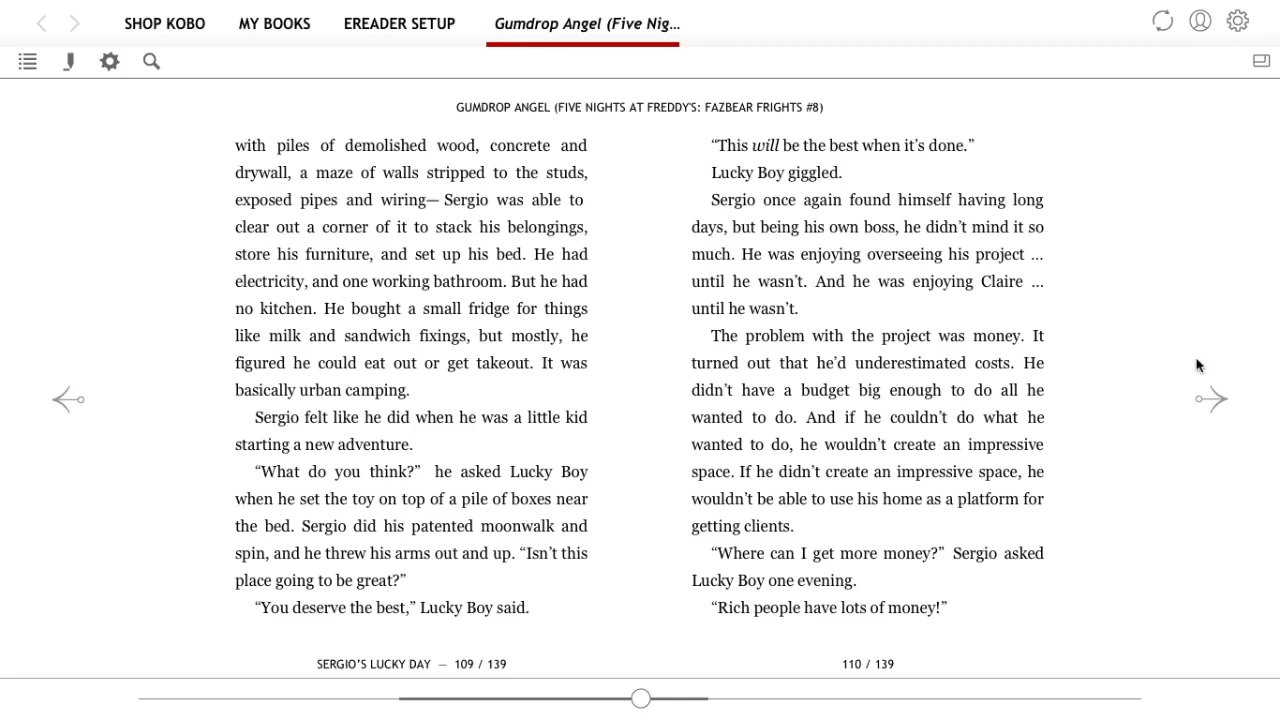 SHOP KOBO
MY BOOKS
EREADER SETUP
Gumdrop Angel (Five Nig...
GUMDROP ANGEL (FIVE NIGHTS AT FREDDY'S: FAZBEAR FRIGHTS #8)
with piles of demolished wood, concrete and
drywall, a maze of walls stripped to the studs,
exposed pipes and wiring— Sergio was able to
clear out a corner of it to stack his belongings,
store his furniture, and set up his bed. He had
electricity, and one working bathroom. But he had
no kitchen. He bought a small fridge for things
like milk and sandwich fixings, but mostly, he
figured he could eat out or get takeout. It was
basically urban camping.
Sergio felt like he did when he was a little kid
starting a new adventure.
“What do you think?” he asked Lucky Boy
when he set the toy on top of a pile of boxes near
the bed. Sergio did his patented moonwalk and
spin, and he threw his arms out and up. “Isn’t this
place going to be great?”
“You deserve the best,” Lucky Boy said.
SERGIO’S LUCKY DAY — 109 / 139
“This will be the best when it’s done.”
Lucky Boy giggled.
Sergio once again found himself having long
days, but being his own boss, he didn’t mind it so
much. He was enjoying overseeing his project ...
until he wasn’t. And he was enjoying Claire ...
until he wasn’t.
The problem with the project was money. It
turned out that he’d underestimated costs. He
didn’t have a budget big enough to do all he
wanted to do. And if he couldn’t do what he
wanted to do, he wouldn’t create an impressive
space. If he didn’t create an impressive space, he
wouldn’t be able to use his home as a platform for
getting clients.
“Where can I get more money?” Sergio asked
Lucky Boy one evening.
“Rich people have lots of money!”
110 / 139